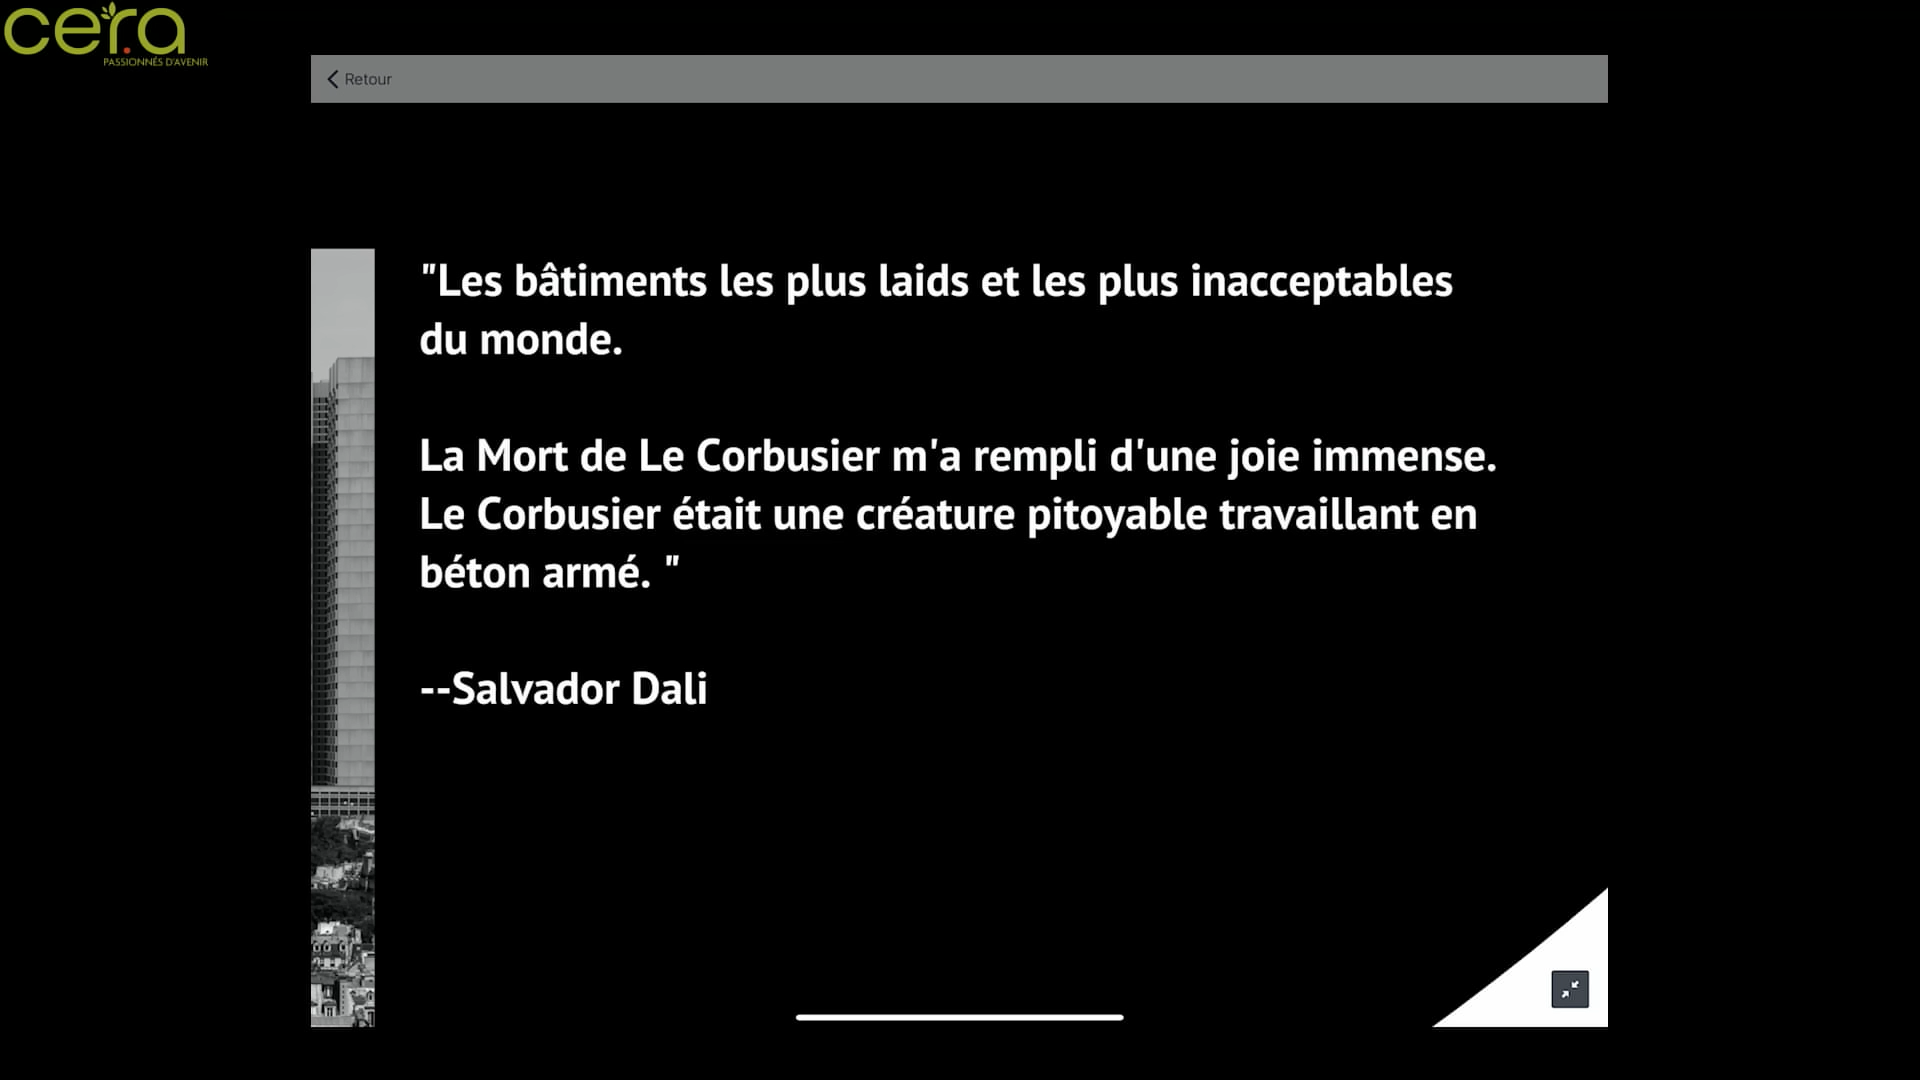 cera
PASSIONNÉS D'AVENIR
Retour
"Les bâtiments les plus laids et les plus inacceptables
du monde.
La Mort de Le Corbusier m'a rempli d'une joie immense.
Le Corbusier était une créature pitoyable travaillant en
béton armé. "
--Salvador Dali